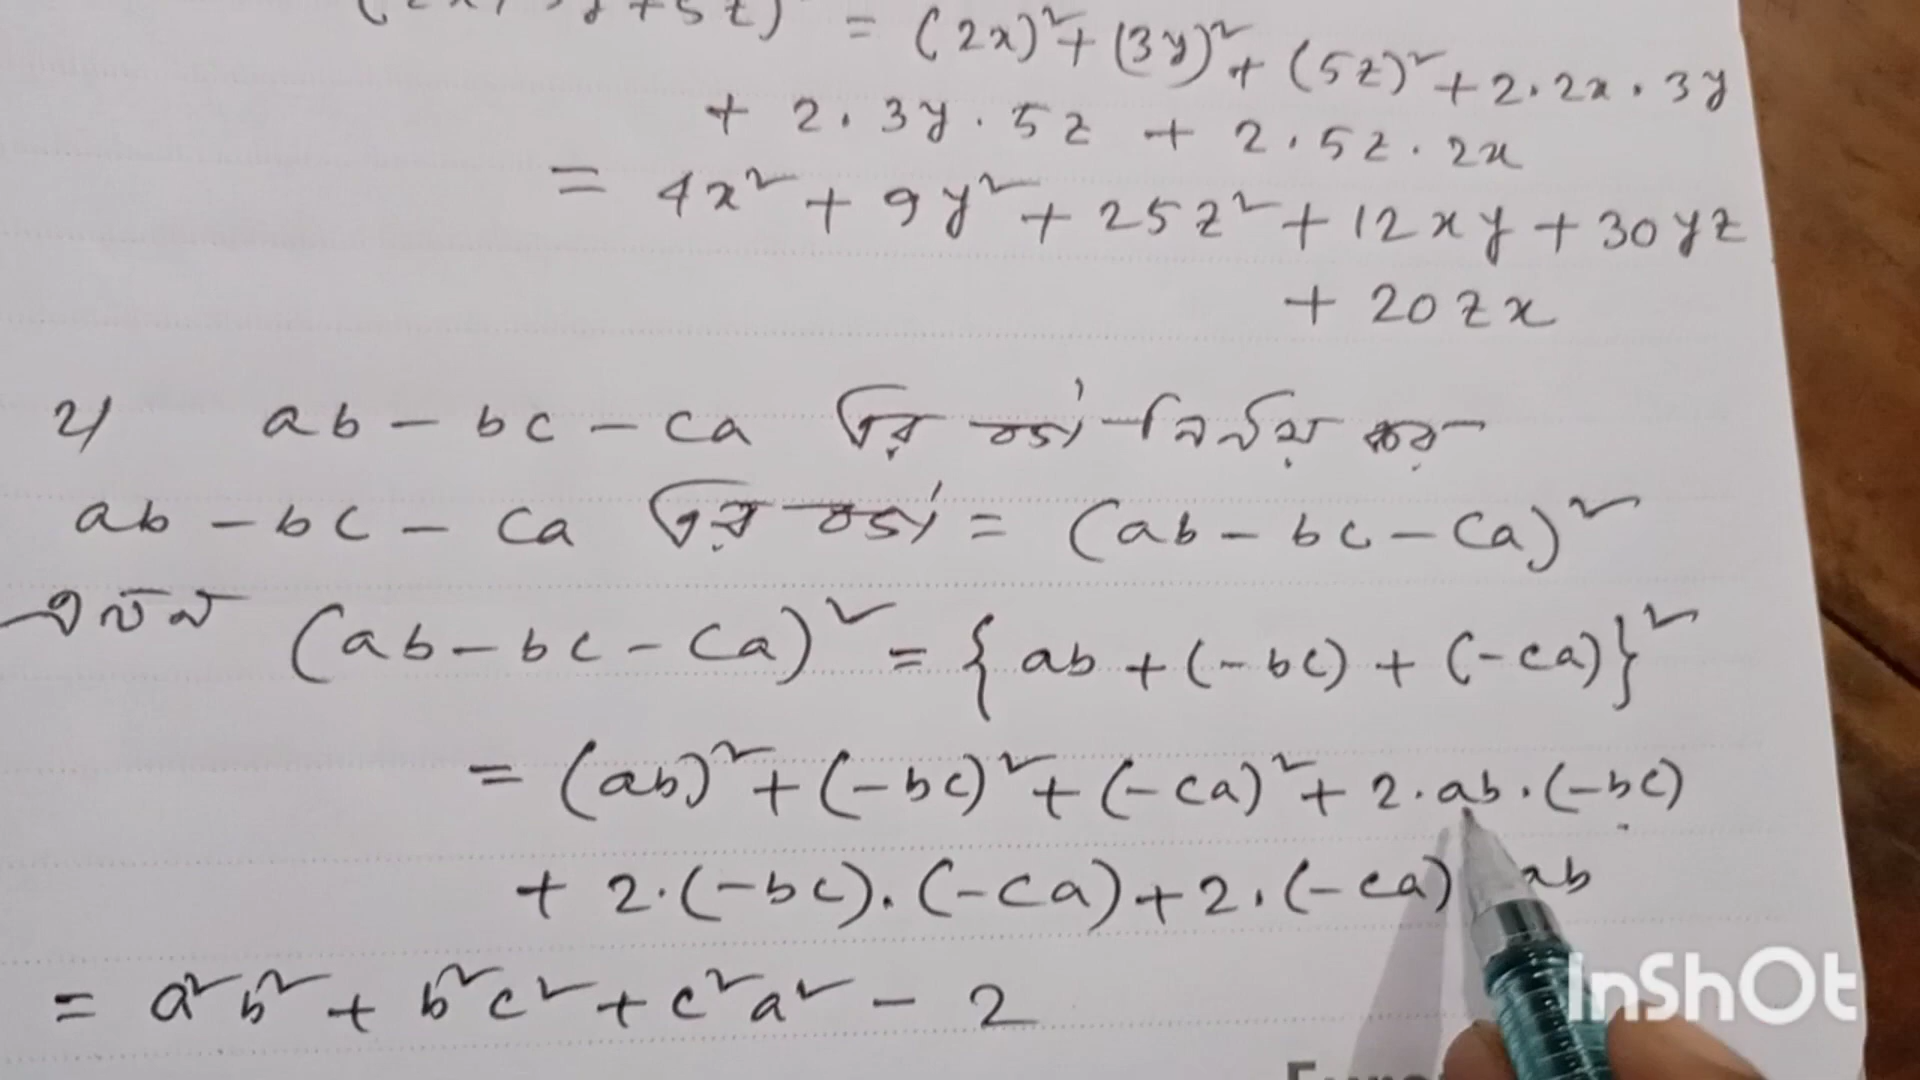 = (2x)² + (3y)² + (5z)² + 2.2x.3y
+ 2.3y.5z + 2.5z.2x
= 4x² + 9y² + 25z² + 12xy + 30yz
+ 20zx
২। ab - bc - ca এর বর্গ নির্ণয় কর
ab - bc - ca এর বর্গ = (ab - bc - ca)²
এখন (ab - bc - ca)² = {ab + (-bc) + (-ca)}²
= (ab)² + (-bc)² + (-ca)² + 2.ab.(-bc)
+ 2.(-bc).(-ca) + 2.(-ca) ab
= a²b² + b²c² + c²a² - 2
InShOt